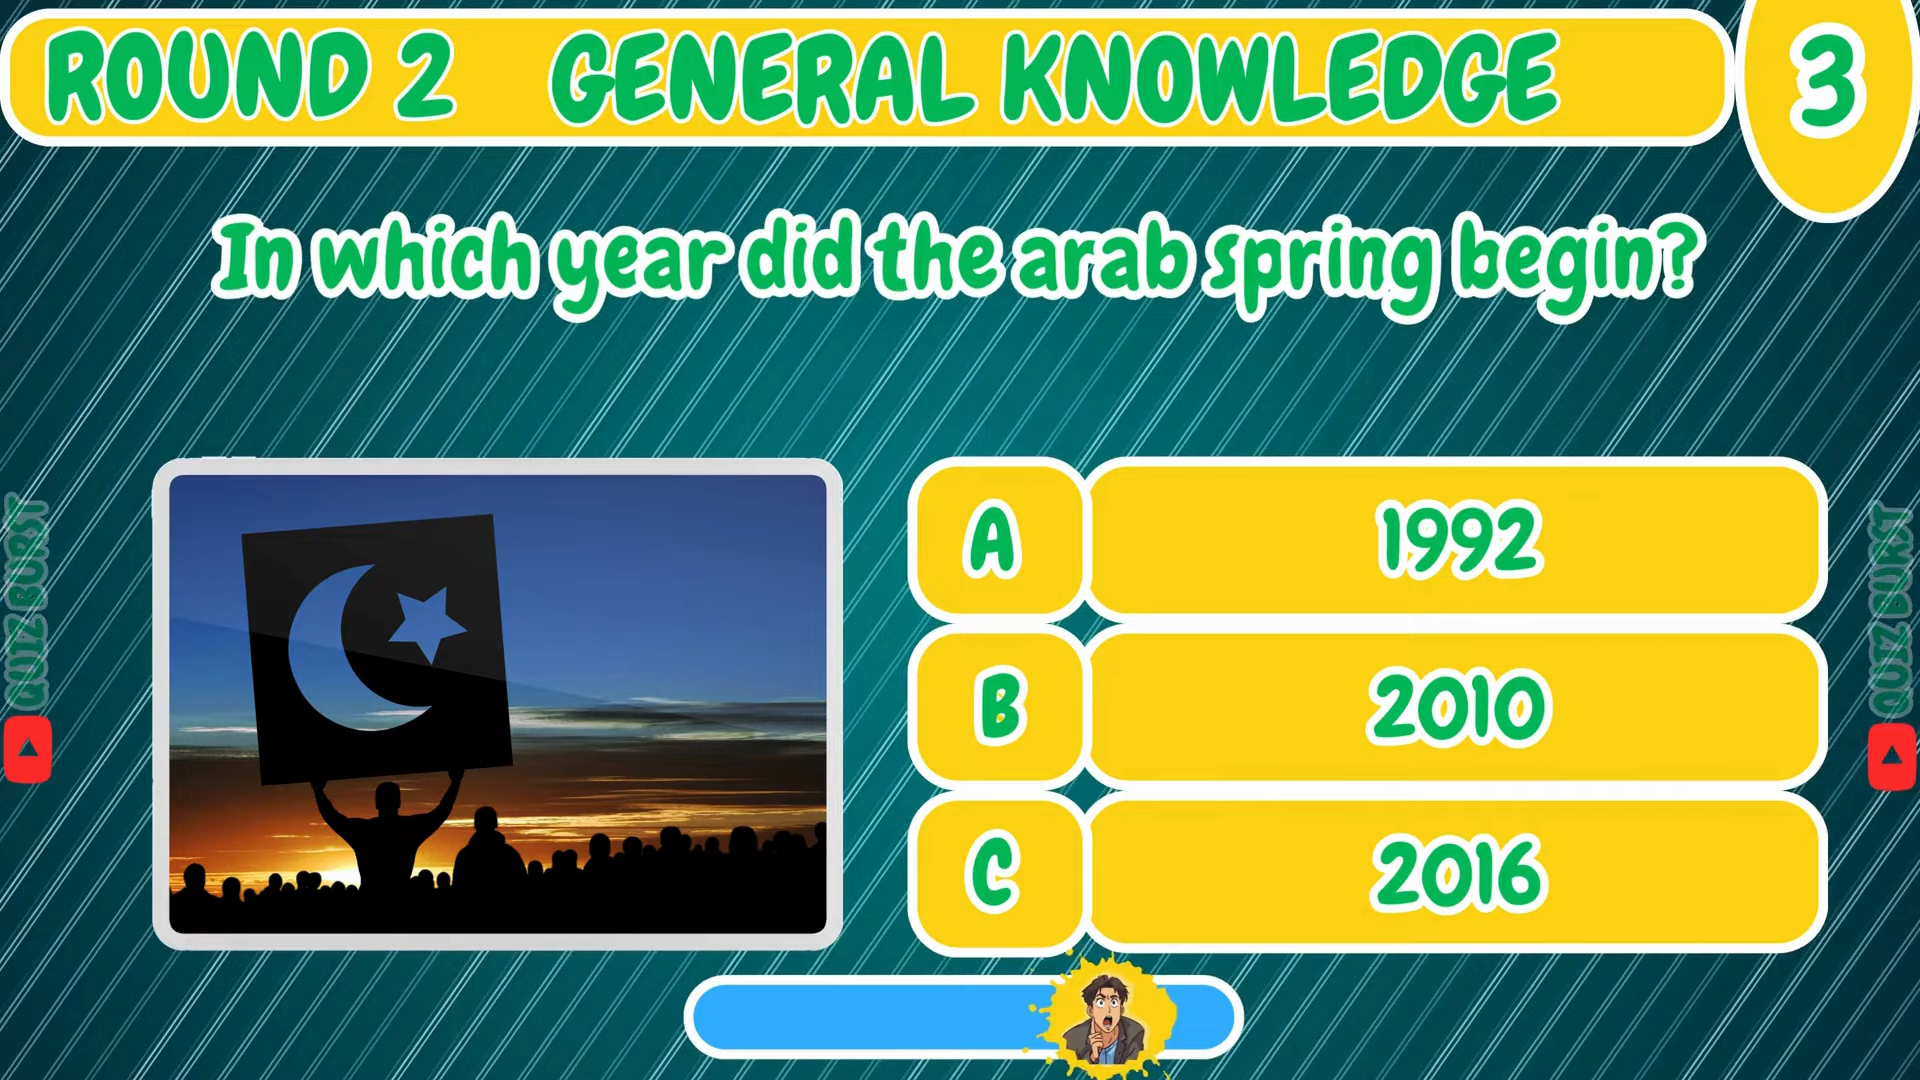 ROUND 2 GENERAL KNOWLEDGE
3
In which year did the arab spring begin?
A 1992
B 2010
C 2016
QUIZ BURST
QUIZ BURST